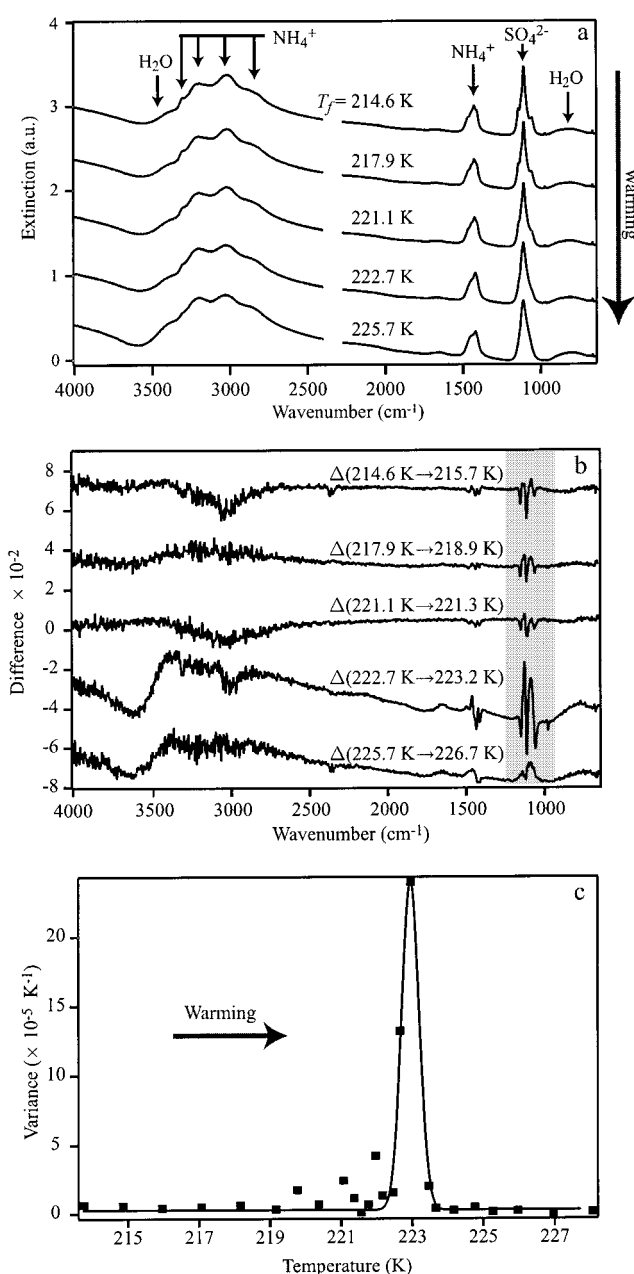 a
SO₄²⁻
NH₄⁺
H₂O
NH₄⁺
H₂O
T_f = 214.6 K
217.9 K
221.1 K
222.7 K
225.7 K
Warming
Extinction (a.u.)
4
3
2
1
0
4000 3500 3000 2500 2000 1500 1000
Wavenumber (cm⁻¹)
b
Δ(214.6 K→215.7 K)
Δ(217.9 K→218.9 K)
Δ(221.1 K→221.3 K)
Δ(222.7 K→223.2 K)
Δ(225.7 K→226.7 K)
Difference × 10⁻²
8
6
4
2
0
-2
-4
-6
-8
4000 3500 3000 2500 2000 1500 1000
Wavenumber (cm⁻¹)
c
Warming
Variance (× 10⁻⁵ K⁻¹)
20
15
10
5
0
215 217 219 221 223 225 227
Temperature (K)